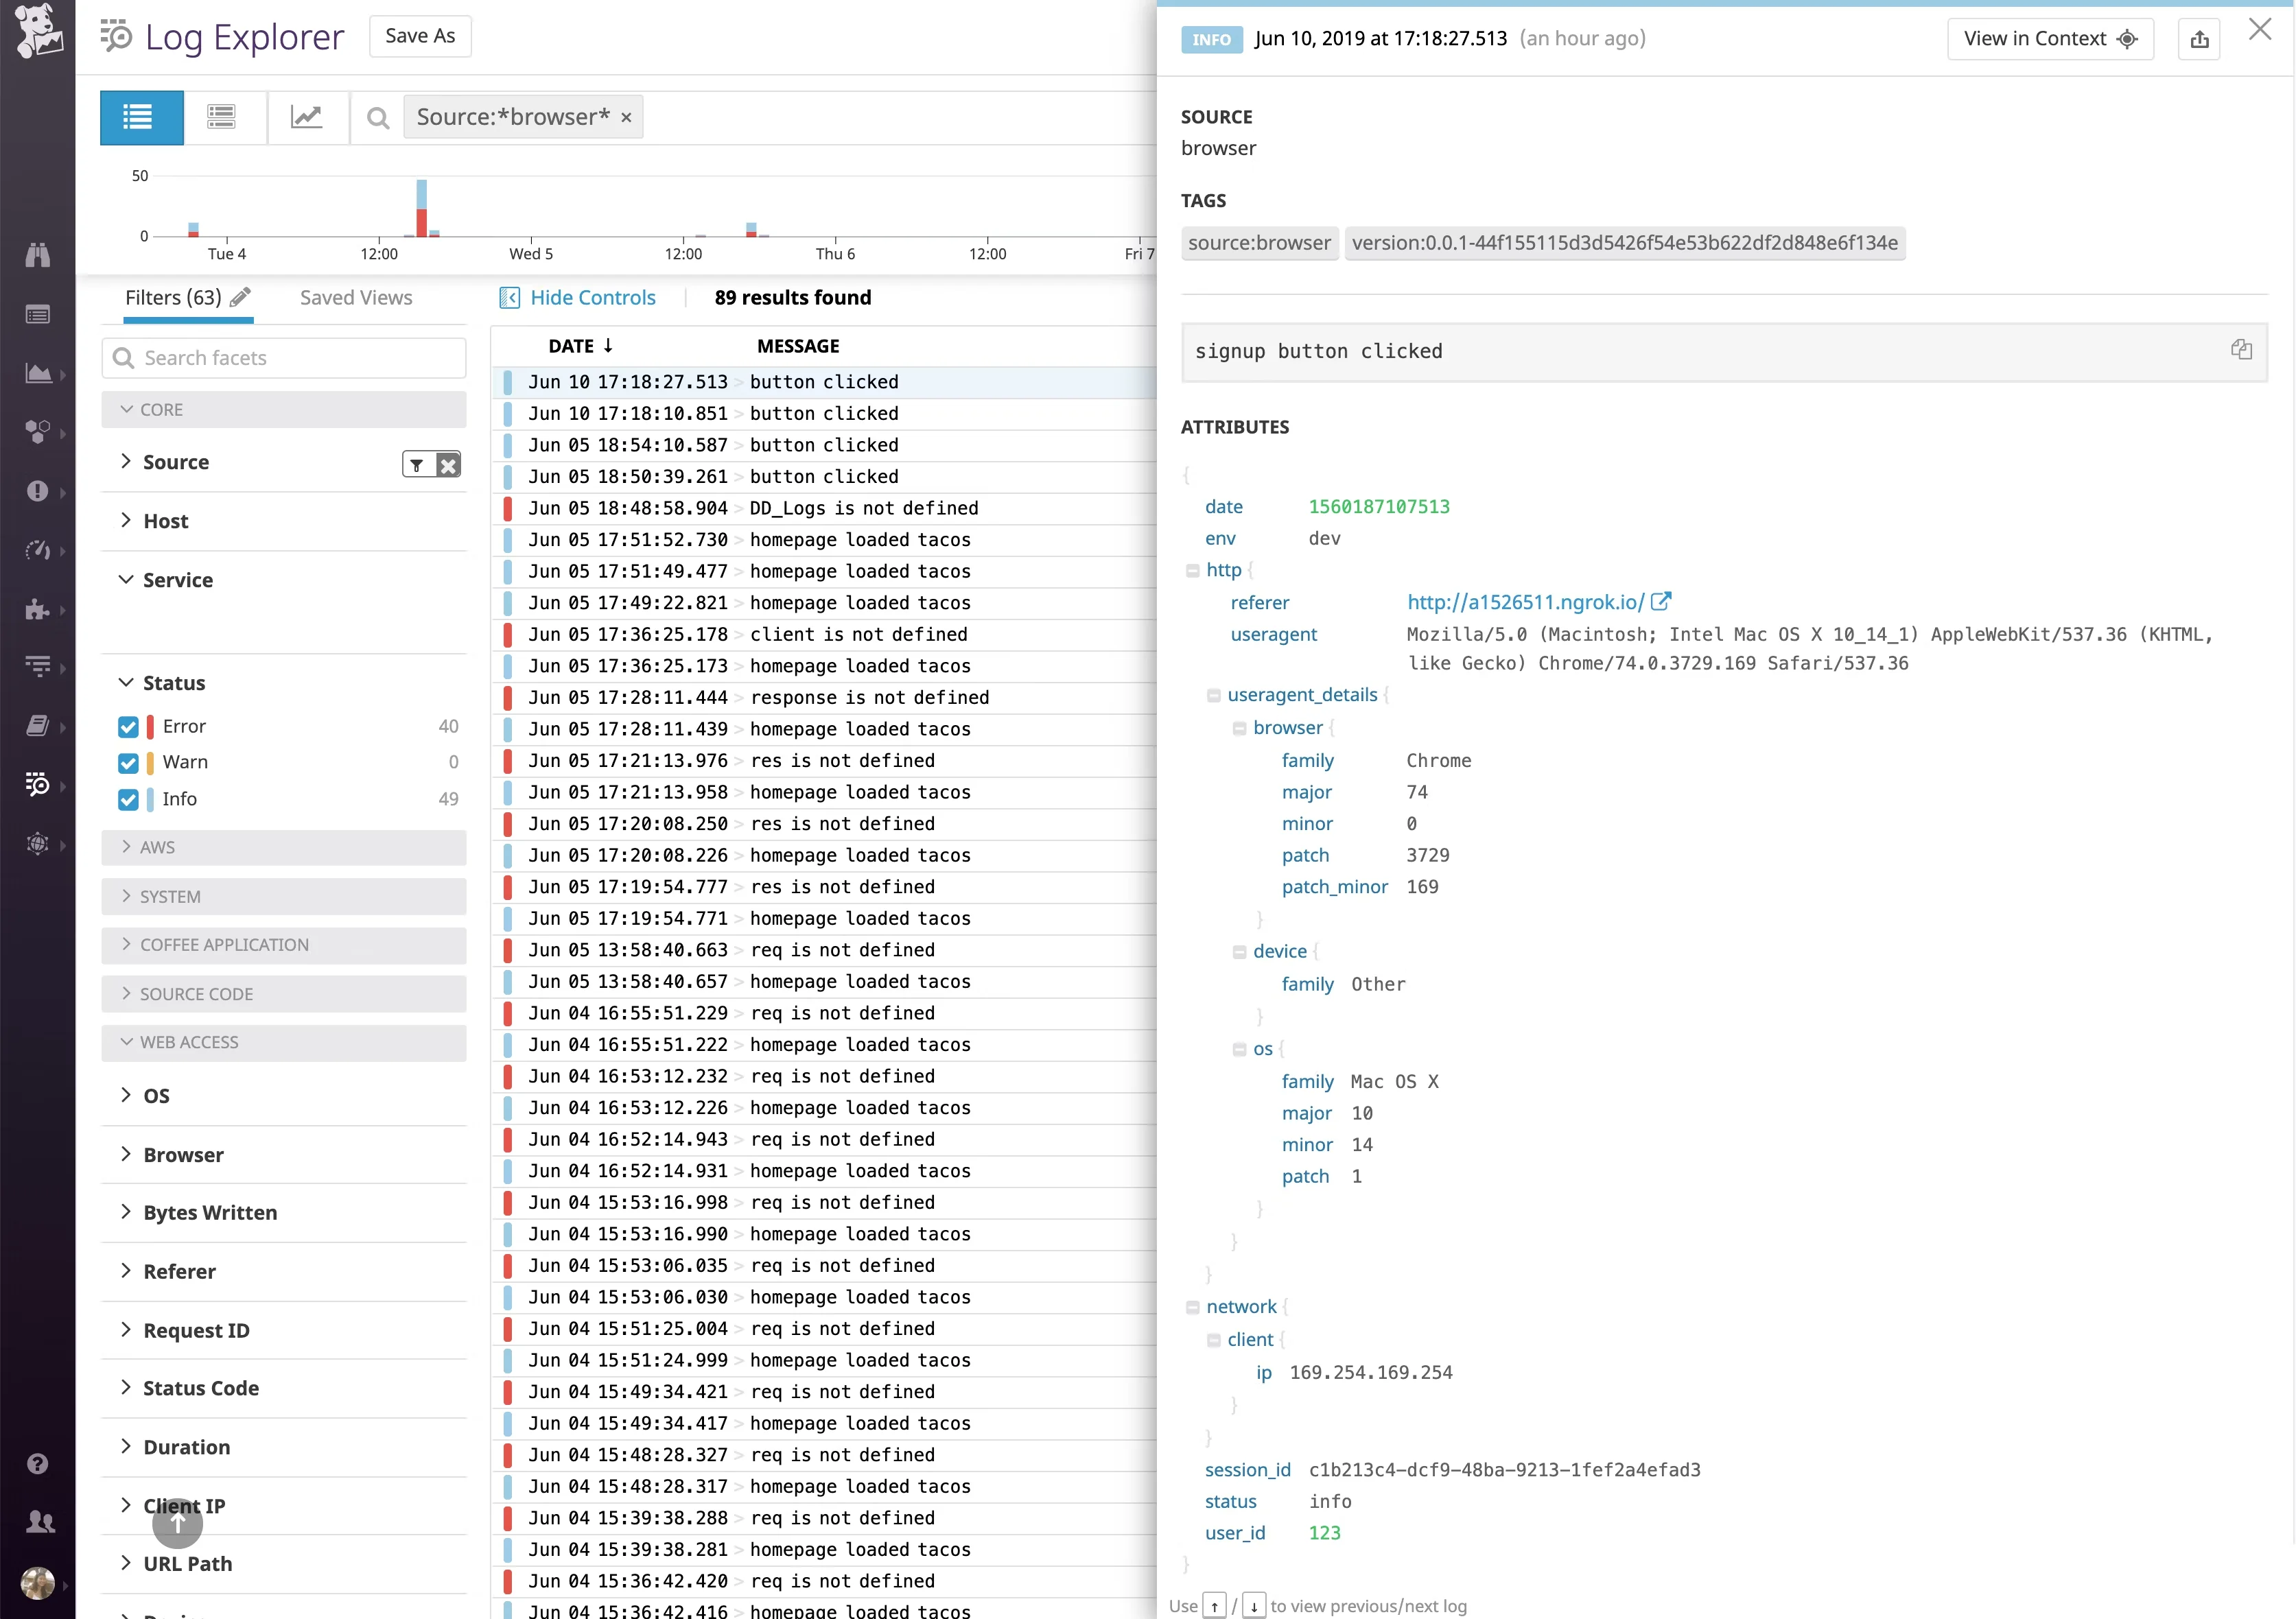 Log Explorer
Save As
Source:*browser* ×
50
0
Tue 4
12:00
Wed 5
12:00
Thu 6
12:00
Fri 7
Filters (63)
Saved Views
Hide Controls
89 results found
Search facets
CORE
Source
Host
Service
Status
Error 40
Warn 0
Info 49
AWS
SYSTEM
COFFEE APPLICATION
SOURCE CODE
WEB ACCESS
OS
Browser
Bytes Written
Referer
Request ID
Status Code
Duration
Client IP
URL Path
DATE ↓ MESSAGE
Jun 10 17:18:27.513 > button clicked
Jun 10 17:18:10.851 > button clicked
Jun 05 18:54:10.587 > button clicked
Jun 05 18:50:39.261 > button clicked
Jun 05 18:48:58.904 > DD_Logs is not defined
Jun 05 17:51:52.730 > homepage loaded tacos
Jun 05 17:51:49.477 > homepage loaded tacos
Jun 05 17:49:22.821 > homepage loaded tacos
Jun 05 17:36:25.178 > client is not defined
Jun 05 17:36:25.173 > homepage loaded tacos
Jun 05 17:28:11.444 > response is not defined
Jun 05 17:28:11.439 > homepage loaded tacos
Jun 05 17:21:13.976 > res is not defined
Jun 05 17:21:13.958 > homepage loaded tacos
Jun 05 17:20:08.250 > res is not defined
Jun 05 17:20:08.226 > homepage loaded tacos
Jun 05 17:19:54.777 > res is not defined
Jun 05 17:19:54.771 > homepage loaded tacos
Jun 05 13:58:40.663 > req is not defined
Jun 05 13:58:40.657 > homepage loaded tacos
Jun 04 16:55:51.229 > req is not defined
Jun 04 16:55:51.222 > homepage loaded tacos
Jun 04 16:53:12.232 > req is not defined
Jun 04 16:53:12.226 > homepage loaded tacos
Jun 04 16:52:14.943 > req is not defined
Jun 04 16:52:14.931 > homepage loaded tacos
Jun 04 15:53:16.998 > req is not defined
Jun 04 15:53:16.990 > homepage loaded tacos
Jun 04 15:53:06.035 > req is not defined
Jun 04 15:53:06.030 > homepage loaded tacos
Jun 04 15:51:25.004 > req is not defined
Jun 04 15:51:24.999 > homepage loaded tacos
Jun 04 15:49:34.421 > req is not defined
Jun 04 15:49:34.417 > homepage loaded tacos
Jun 04 15:48:28.327 > req is not defined
Jun 04 15:48:28.317 > homepage loaded tacos
Jun 04 15:39:38.288 > req is not defined
Jun 04 15:39:38.281 > homepage loaded tacos
Jun 04 15:36:42.420 > req is not defined
Jun 04 15:36:42.416 > homepage loaded tacos
INFO Jun 10, 2019 at 17:18:27.513 (an hour ago)
View in Context
SOURCE
browser
TAGS
source:browser version:0.0.1-44f155115d3d5426f54e53b622df2d848e6f134e
signup button clicked
ATTRIBUTES
{
date 1560187107513
env dev
http {
referer http://a1526511.ngrok.io/
useragent Mozilla/5.0 (Macintosh; Intel Mac OS X 10_14_1) AppleWebKit/537.36 (KHTML,
like Gecko) Chrome/74.0.3729.169 Safari/537.36
useragent_details {
browser {
family Chrome
major 74
minor 0
patch 3729
patch_minor 169
}
device {
family Other
}
os {
family Mac OS X
major 10
minor 14
patch 1
}
}
}
network {
client {
ip 169.254.169.254
}
}
session_id c1b213c4-dcf9-48ba-9213-1fef2a4efad3
status info
user_id 123
}
Use ↑ / ↓ to view previous/next log